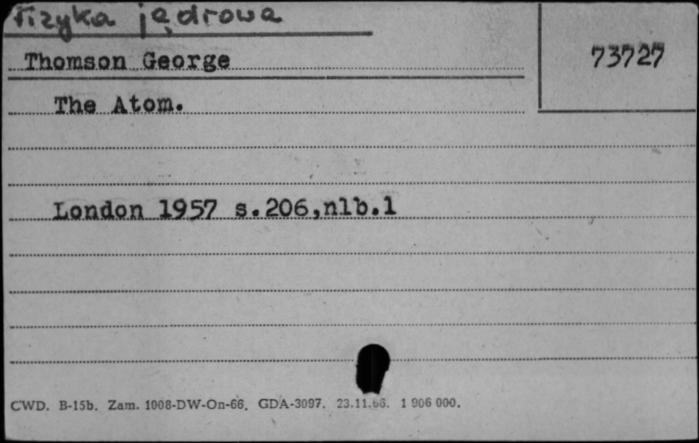 Fizyka jądrowa
Thomson George
73727
The Atom.
London 1957 s.206,nlb.1
CWD. B-15b. Zam. 1008-DW-On-66. GDA-3097. 23.11.66. 1 906 000.